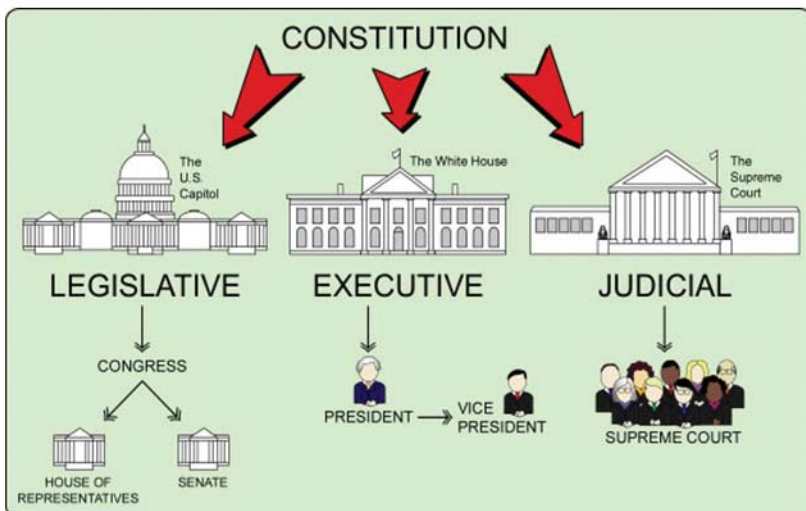 CONSTITUTION
The
U.S.
Capitol
The White House
The
Supreme
Court
LEGISLATIVE
EXECUTIVE
JUDICIAL
CONGRESS
HOUSE OF
REPRESENTATIVES
SENATE
PRESIDENT
VICE
PRESIDENT
SUPREME COURT